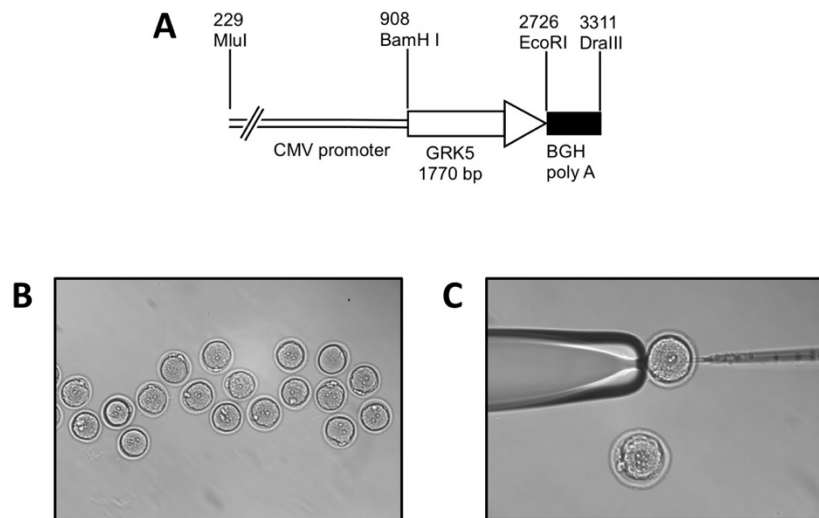 A
229
MluI
908
BamH I
2726
EcoRI
3311
DraIII
CMV promoter
GRK5
1770 bp
BGH
poly A
B
C